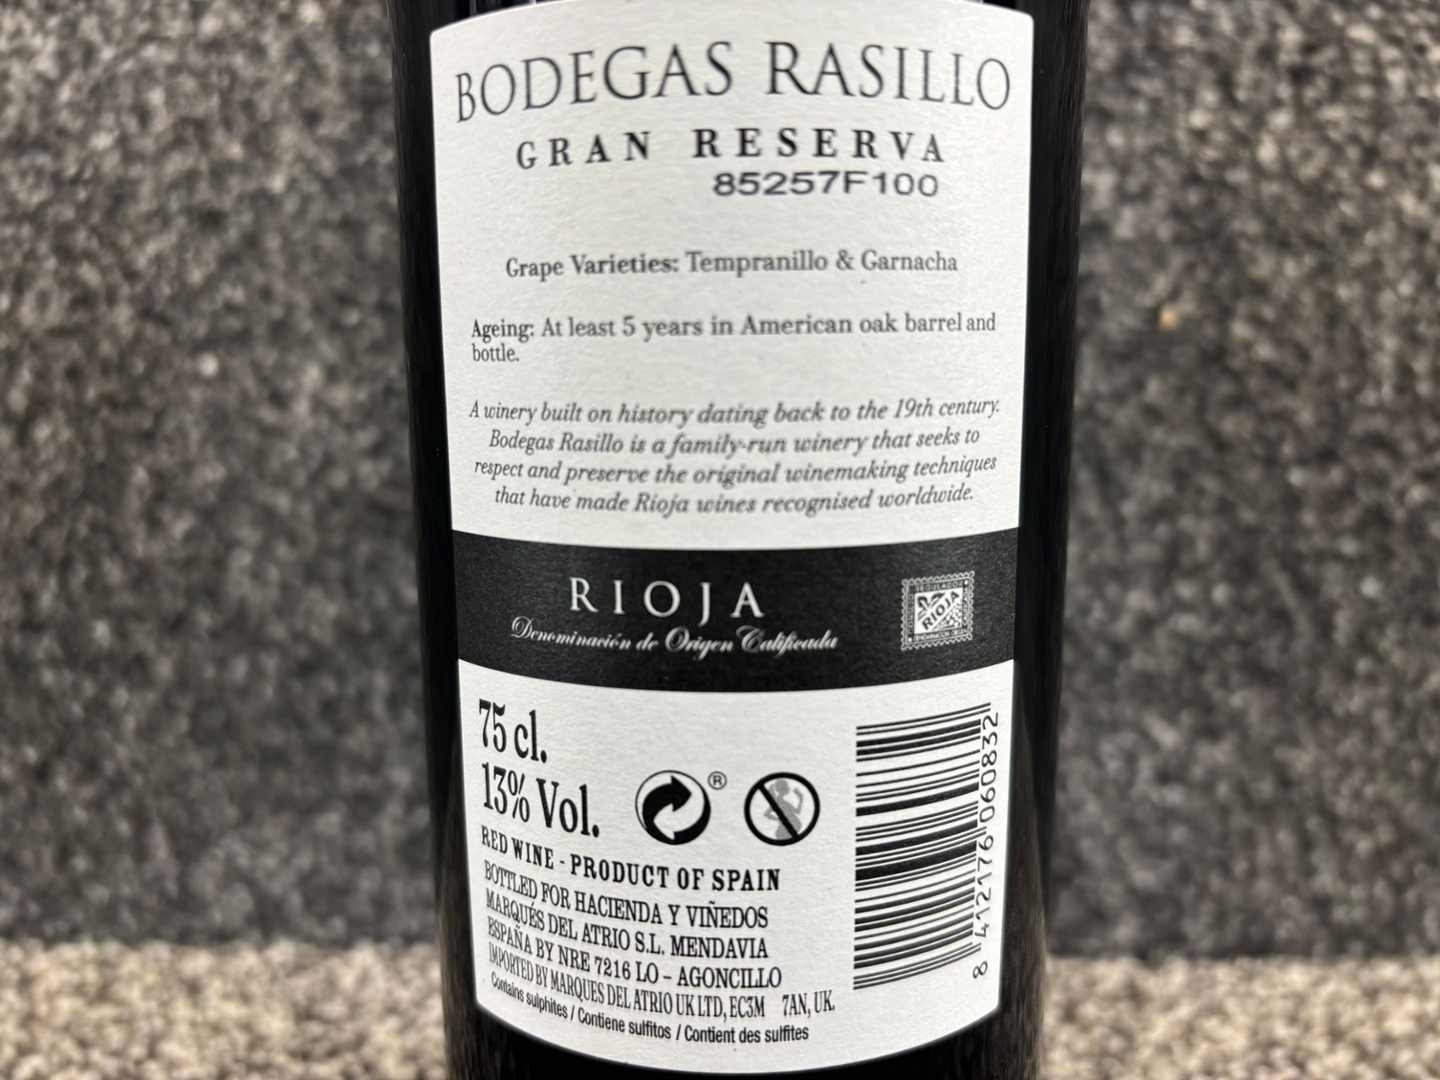 BODEGAS RASILLO
GRAN RESERVA
85257F100
Grape Varieties: Tempranillo & Garnacha
Ageing: At least 5 years in American oak barrel and
bottle.
A winery built on history dating back to the 19th century.
Bodegas Rasillo is a family-run winery that seeks to
respect and preserve the original winemaking techniques
that have made Rioja wines recognised worldwide.
RIOJA
Denominación de Origen Calificada
RIOJA
75 cl.
13% Vol.
®
RED WINE - PRODUCT OF SPAIN
BOTTLED FOR HACIENDA Y VIÑEDOS
MARQUÉS DEL ATRIO S.L. MENDAVIA
ESPAÑA BY NRE 7216 LO - AGONCILLO
IMPORTED BY MARQUES DEL ATRIO UK LTD, EC3M 7AN, UK.
Contains sulphites / Contiene sulfitos / Contient des sulfites
8 412176 060832